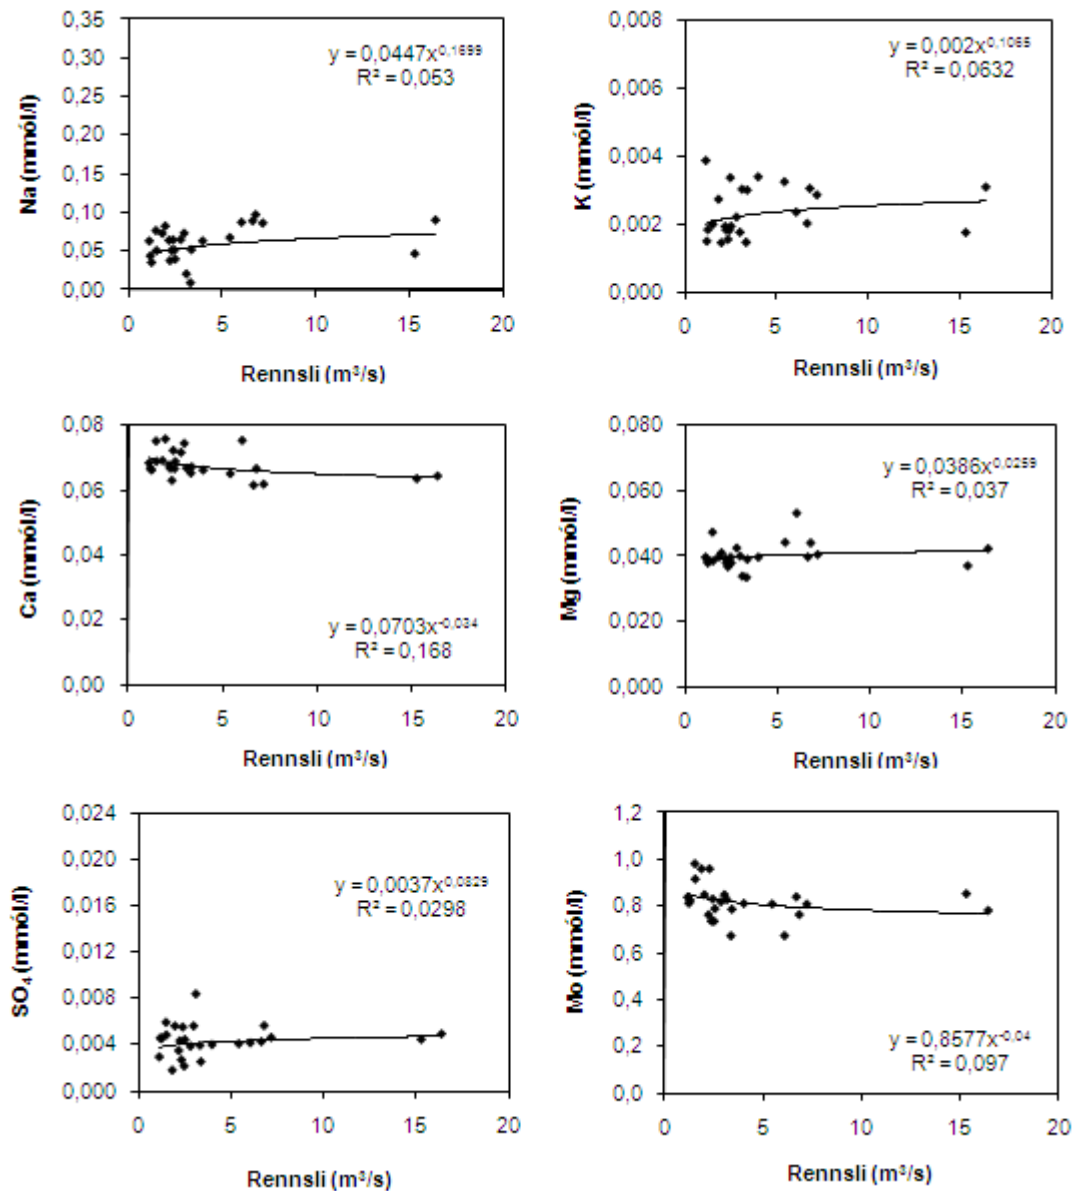 0,35
0,30
0,25
0,20
0,15
0,10
0,05
0,00
0
5
10
15
20
Na (mmól/l)
Rennsli (m³/s)
y = 0,0447x^0,1699
R² = 0,053
0,008
0,006
0,004
0,002
0,000
0
5
10
15
20
K (mmól/l)
Rennsli (m³/s)
y = 0,002x^0,1065
R² = 0,0632
0,08
0,06
0,04
0,02
0,00
0
5
10
15
20
Ca (mmól/l)
Rennsli (m³/s)
y = 0,0703x^-0,034
R² = 0,168
0,080
0,060
0,040
0,020
0,000
0
5
10
15
20
Mg (mmól/l)
Rennsli (m³/s)
y = 0,0386x^0,0259
R² = 0,037
0,024
0,020
0,016
0,012
0,008
0,004
0,000
0
5
10
15
20
SO₄ (mmól/l)
Rennsli (m³/s)
y = 0,0037x^0,0829
R² = 0,0298
1,2
1,0
0,8
0,6
0,4
0,2
0,0
0
5
10
15
20
Mo (mmól/l)
Rennsli (m³/s)
y = 0,8577x^-0,04
R² = 0,097